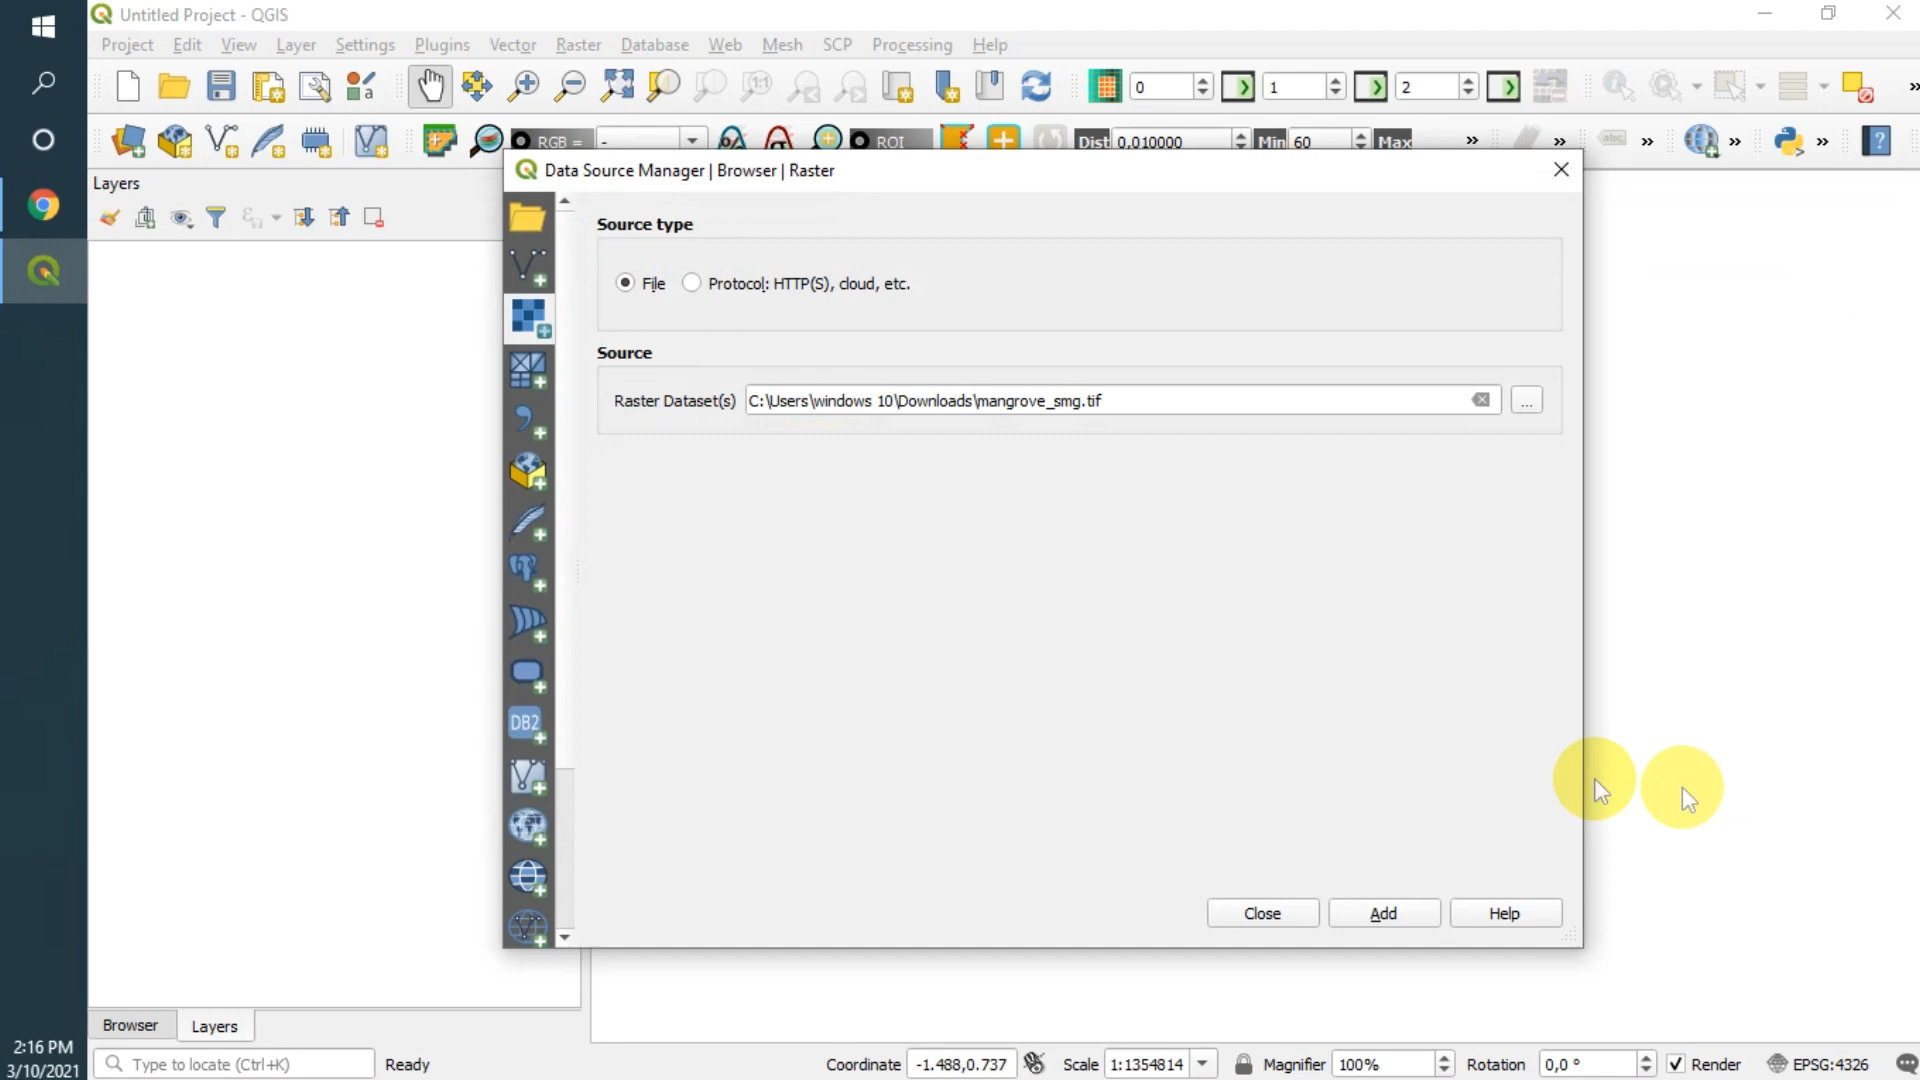 Untitled Project - QGIS
Project Edit View Layer Settings Plugins Vector Raster Database Web Mesh SCP Processing Help
0 1 2
RGB = - ROI Dist 0,010000 Min 60 Max
Layers
Data Source Manager | Browser | Raster
Source type
File Protocol: HTTP(S), cloud, etc.
Source
Raster Dataset(s) C:\Users\windows 10\Downloads\mangrove_smg.tif ...
DB2
Close Add Help
Browser Layers
2:16 PM
3/10/2021
Type to locate (Ctrl+K) Ready Coordinate -1.488,0.737 Scale 1:1354814 Magnifier 100% Rotation 0,0 ° Render EPSG:4326